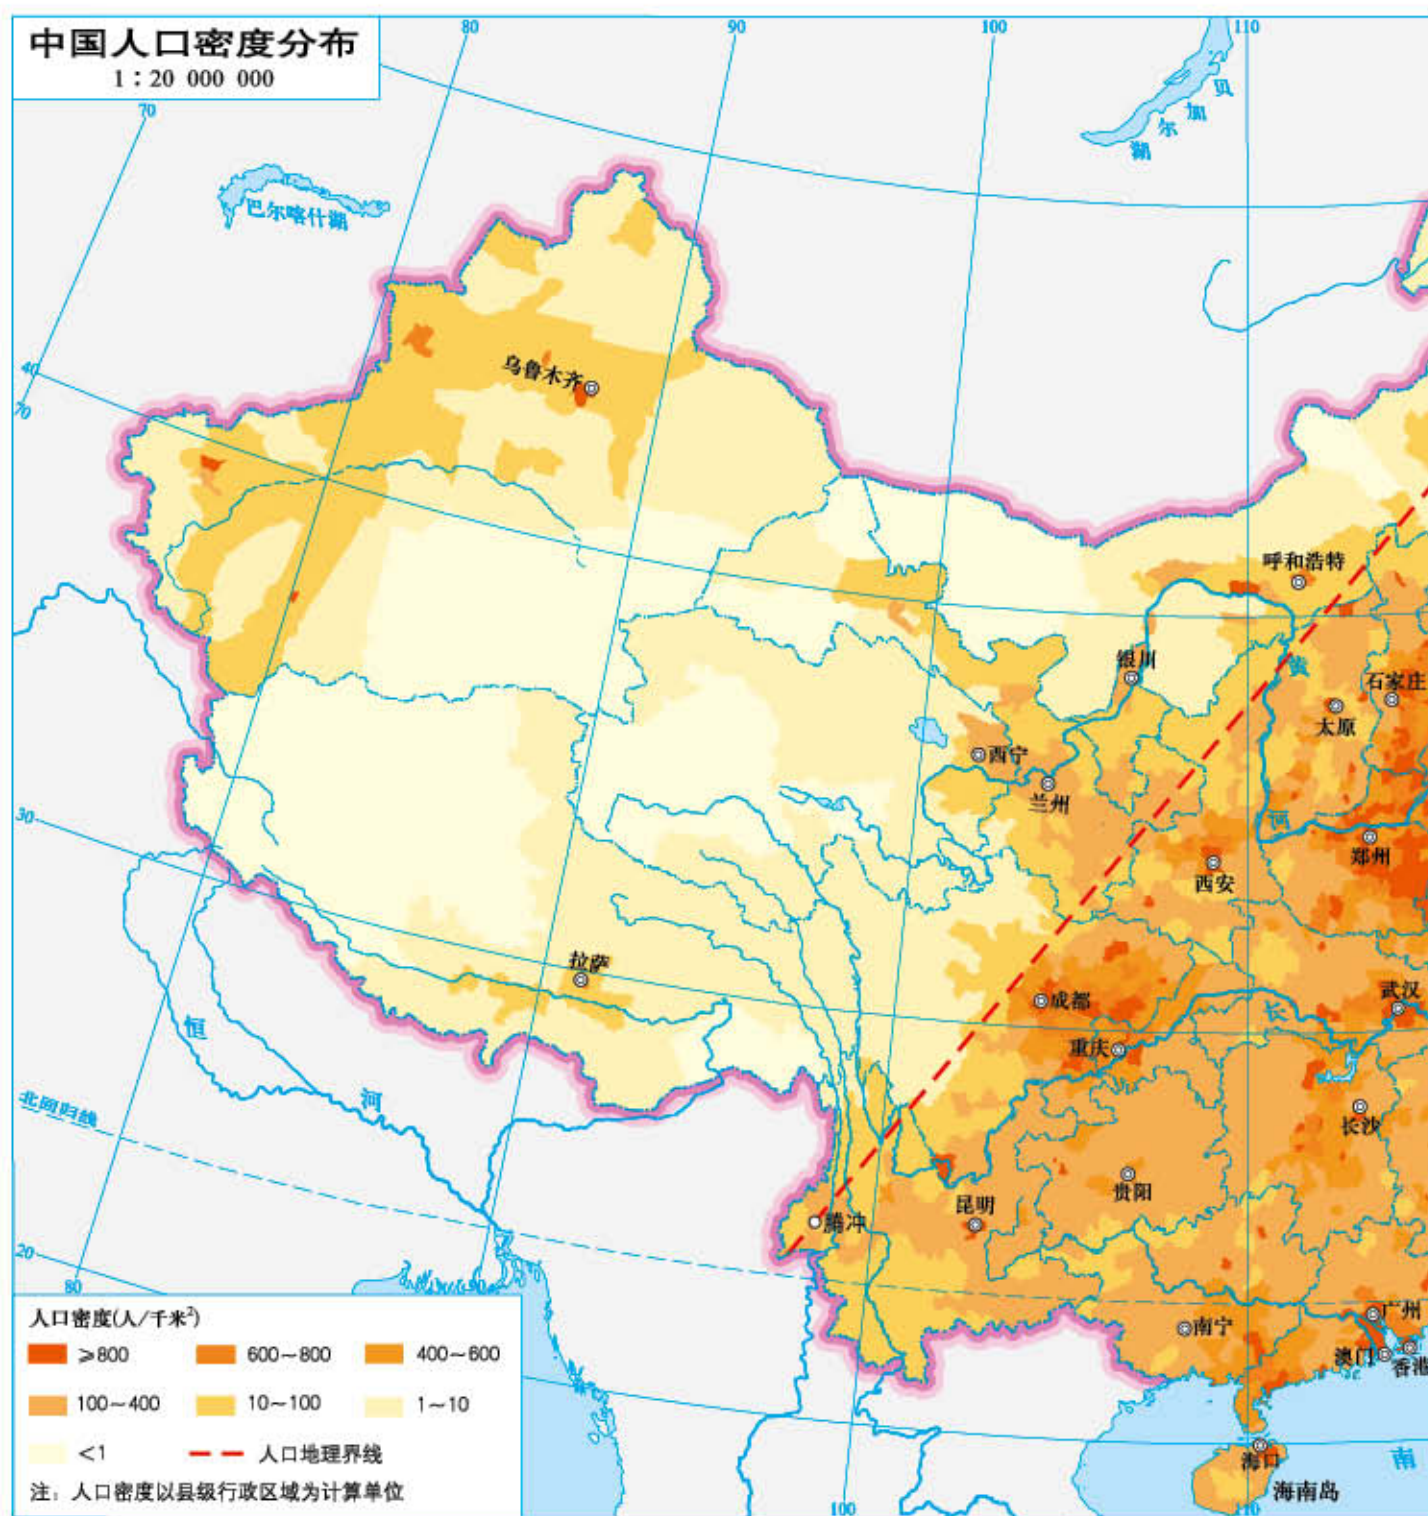 中国人口密度分布
1：20 000 000
80
90
100
110
70
贝加尔湖
巴尔喀什湖
乌鲁木齐
40
70
呼和浩特
银川
黄
石家庄
太原
西宁
兰州
河
郑州
西安
30
拉萨
成都
武汉
长
重庆
恒
河
北回归线
长沙
贵阳
腾冲
昆明
20
80
90
广州
南宁
澳门
香港
海口
海南岛
南
100
110
人口密度(人/千米²)
≥800
600～800
400～600
100～400
10～100
1～10
＜1
人口地理界线
注：人口密度以县级行政区域为计算单位